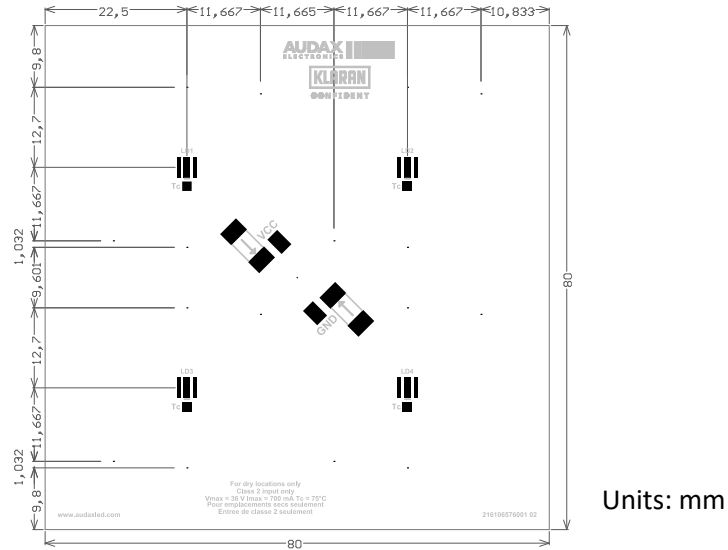 22,5 11,667 11,665 11,667 11,667 10,833
9,8
12,7
11,667
1,032
9,601
12,7
11,667
1,032
9,8
AUDAX
ELECTRONICS
KLARAN
CONFIDENT
LD1
Tc
LD2
Tc
VCC
GND
80
LD3
Tc
LD4
Tc
For dry locations only
Class 2 input only
Vmax = 36 V Imax = 700 mA Tc = 75°C
Pour emplacements secs seulement
Entree de classe 2 seulement
www.audaxled.com
216106576001 02
80
Units: mm